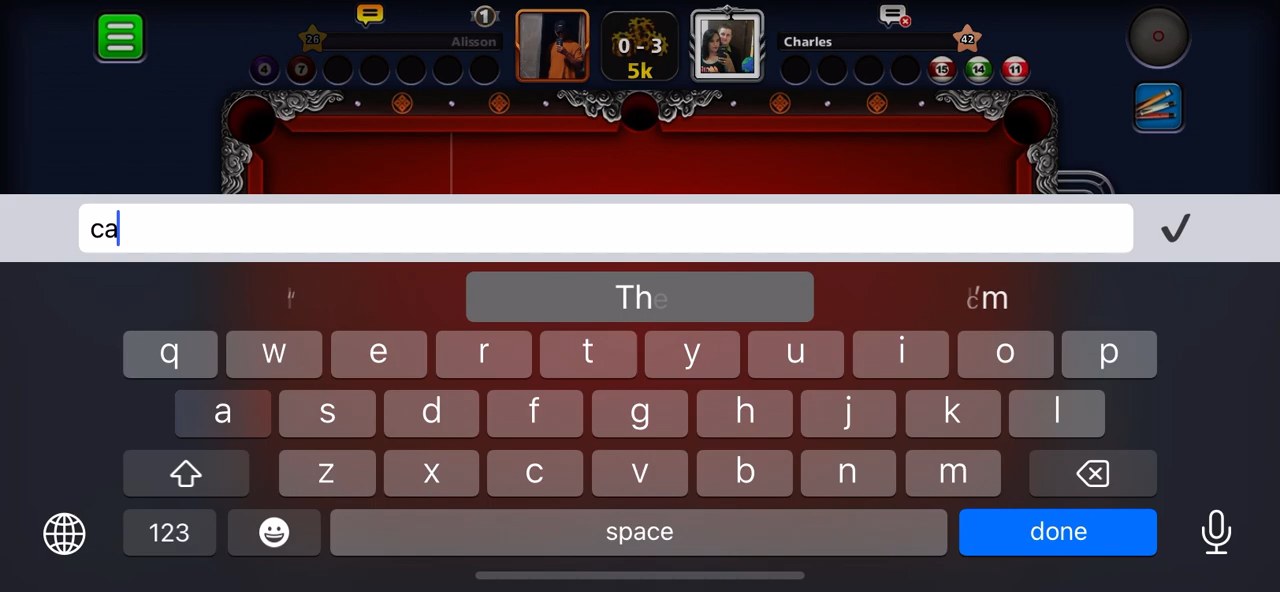 1
26
Alisson
0 - 3
5k
Charles
42
4 7
15 14 11
ca
" The 'm
q w e r t y u i o p
a s d f g h j k l
z x c v b n m
123 space done